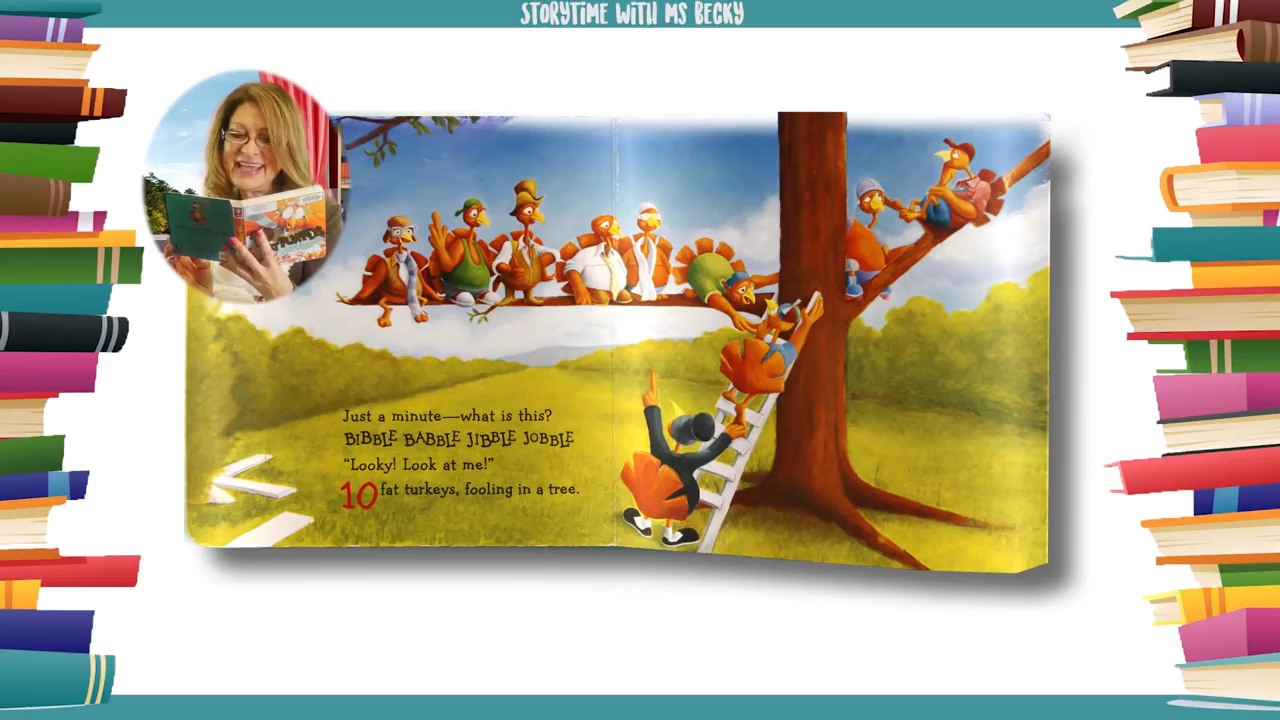 STORYTIME WITH MS BECKY
Just a minute—what is this?
BIBBLE BABBLE JIBBLE JOBBLE
“Looky! Look at me!”
10 fat turkeys, fooling in a tree.